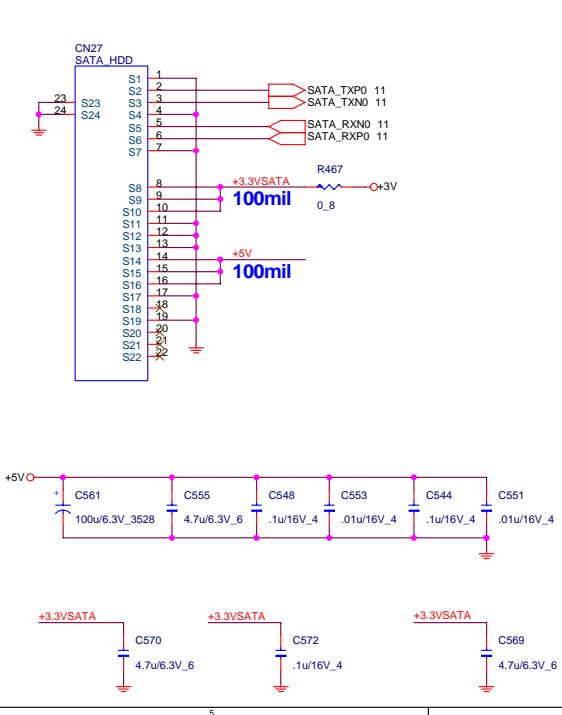 CN27
SATA_HDD
S1 1
S2 2 SATA_TXP0 11
S3 3 SATA_TXN0 11
23 S23 S4 4
24 S24 S5 5 SATA_RXN0 11
S6 6 SATA_RXP0 11
S7 7
R467
S8 8 +3.3VSATA +3V
S9 9 100mil 0_8
S10 10
S11 11
S12 12
S13 13
S14 14 +5V
S15 15 100mil
S16 16
S17 17
S18 18
S19 19
S20 20
S21 21
S22 22
+5V
+ C561 C555 C548 C553 C544 C551
100u/6.3V_3528 4.7u/6.3V_6 .1u/16V_4 .01u/16V_4 .1u/16V_4 .01u/16V_4
+3.3VSATA +3.3VSATA +3.3VSATA
C570 C572 C569
4.7u/6.3V_6 .1u/16V_4 4.7u/6.3V_6
5